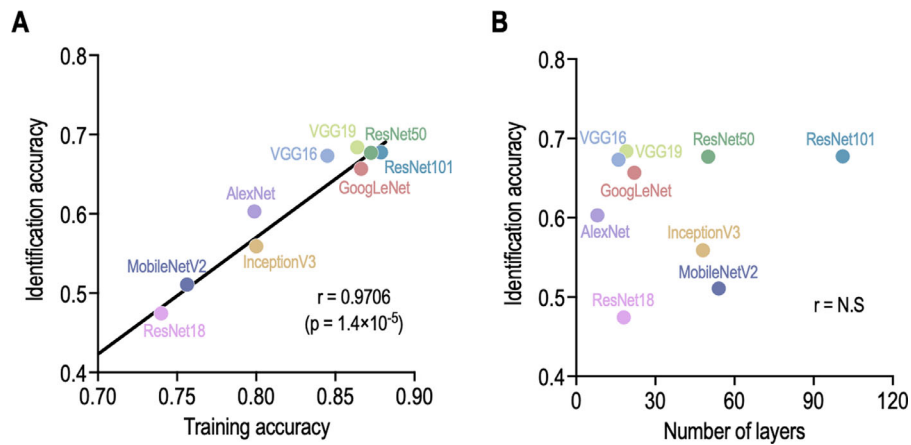 A
Identification accuracy
0.8
0.7
0.6
0.5
0.4
VGG19
ResNet50
VGG16
ResNet101
GoogLeNet
AlexNet
InceptionV3
MobileNetV2
ResNet18
r = 0.9706
(p = 1.4×10⁻⁵)
0.70 0.75 0.80 0.85 0.90
Training accuracy
B
Identification accuracy
0.8
0.7
0.6
0.5
0.4
VGG16
ResNet50
ResNet101
VGG19
GoogLeNet
AlexNet
InceptionV3
MobileNetV2
ResNet18
r = N.S
0 30 60 90 120
Number of layers